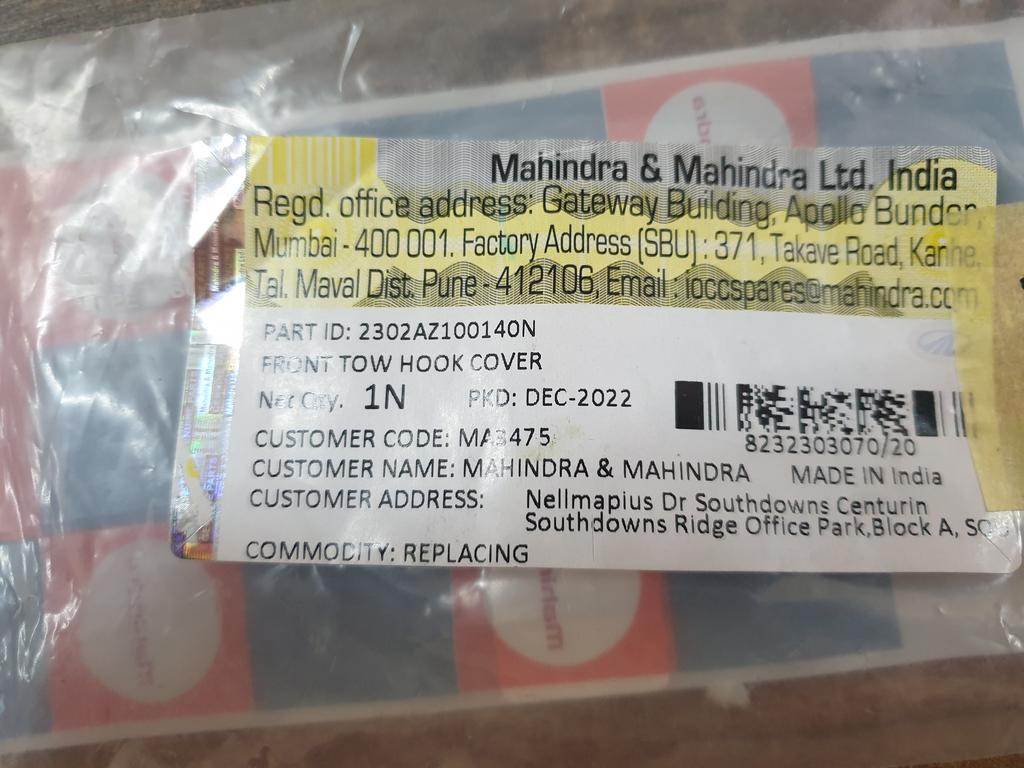 Mahindra & Mahindra Ltd. India
Regd. office address: Gateway Building, Apollo Bunder,
Mumbai - 400 001. Factory Address (SBU) : 371, Takave Road, Kanhe,
Tal. Maval Dist. Pune - 412106, Email : ioccspares@mahindra.com
PART ID: 2302AZ100140N
FRONT TOW HOOK COVER
Net Qty. 1N PKD: DEC-2022
8232303070/20
CUSTOMER CODE: MA3475
CUSTOMER NAME: MAHINDRA & MAHINDRA MADE IN India
CUSTOMER ADDRESS: Nellmapius Dr Southdowns Centurin
Southdowns Ridge Office Park,Block A,
COMMODITY: REPLACING